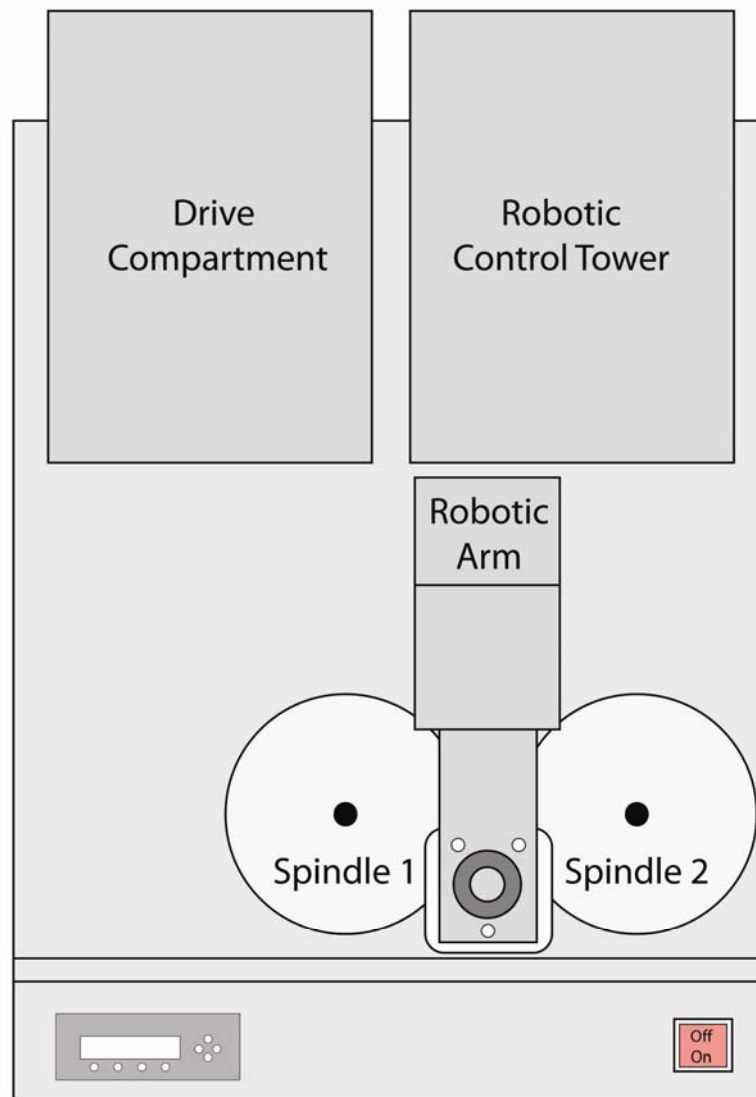 Drive
Compartment
Robotic
Control Tower
Robotic
Arm
Spindle 1
Spindle 2
Off
On